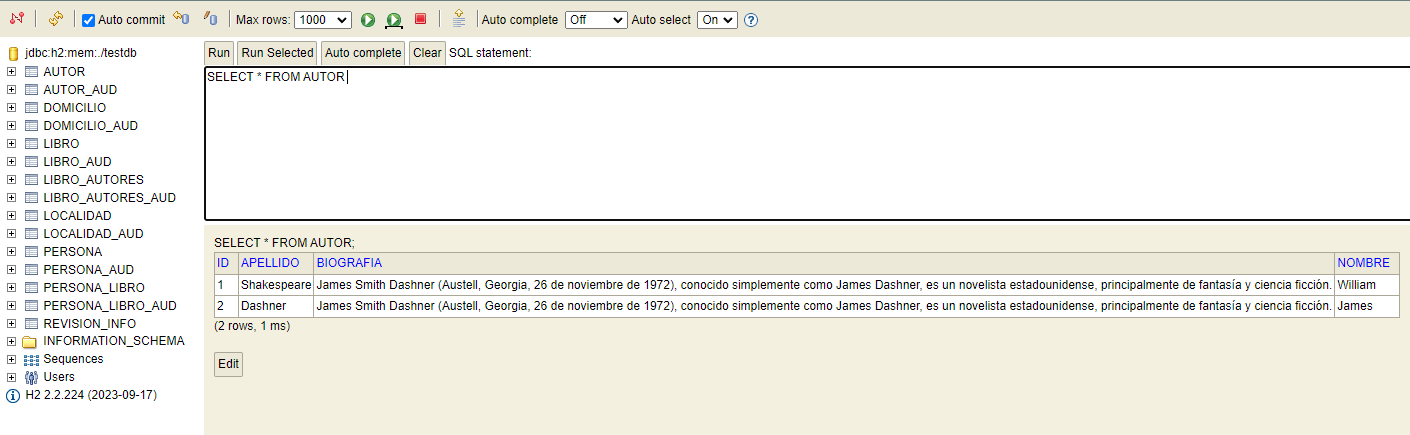 Auto commit Max rows: 1000 Auto complete Off Auto select On ?
jdbc:h2:mem:./testdb
AUTOR
AUTOR_AUD
DOMICILIO
DOMICILIO_AUD
LIBRO
LIBRO_AUD
LIBRO_AUTORES
LIBRO_AUTORES_AUD
LOCALIDAD
LOCALIDAD_AUD
PERSONA
PERSONA_AUD
PERSONA_LIBRO
PERSONA_LIBRO_AUD
REVISION_INFO
INFORMATION_SCHEMA
Sequences
Users
H2 2.2.224 (2023-09-17)
Run Run Selected Auto complete Clear SQL statement:
SELECT * FROM AUTOR
SELECT * FROM AUTOR;
ID APELLIDO BIOGRAFIA NOMBRE
1 Shakespeare James Smith Dashner (Austell, Georgia, 26 de noviembre de 1972), conocido simplemente como James Dashner, es un novelista estadounidense, principalmente de fantasía y ciencia ficción. William
2 Dashner James Smith Dashner (Austell, Georgia, 26 de noviembre de 1972), conocido simplemente como James Dashner, es un novelista estadounidense, principalmente de fantasía y ciencia ficción. James
(2 rows, 1 ms)
Edit